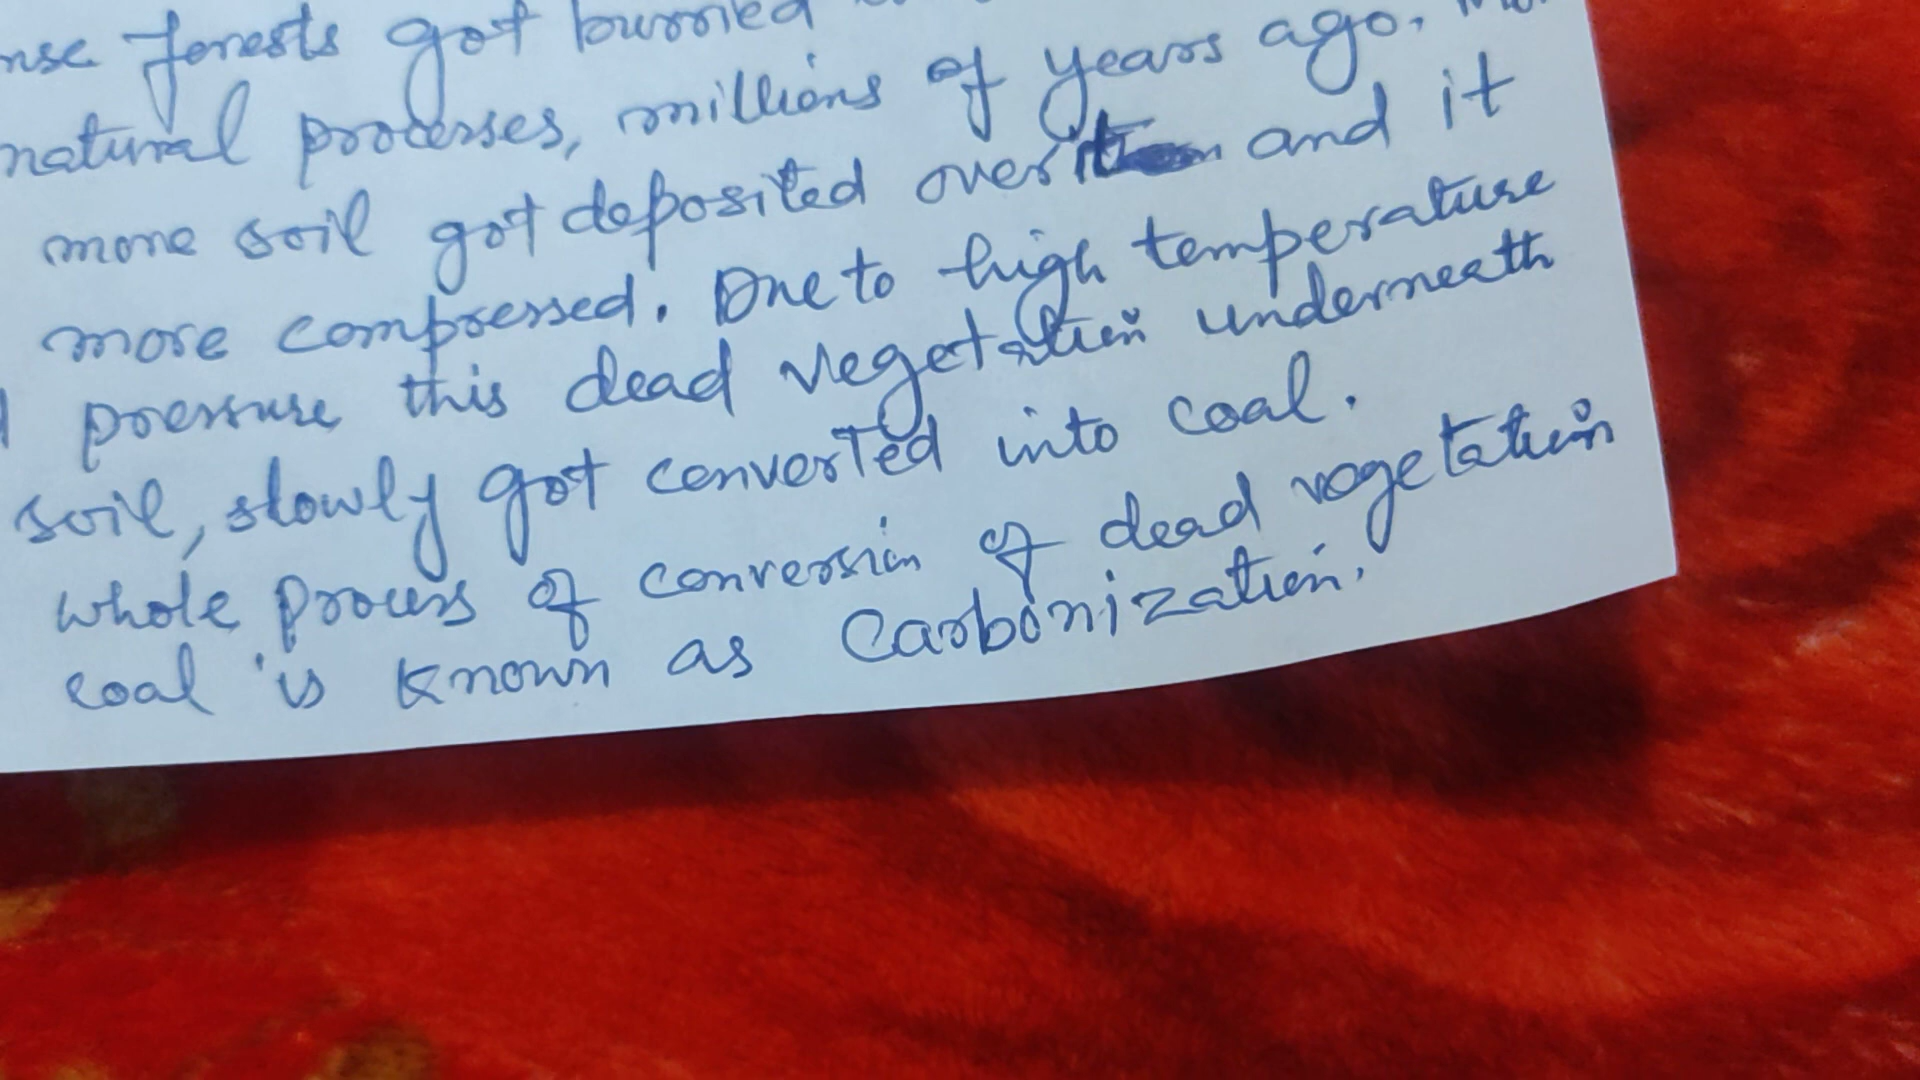 nse forests got burried
natural processes, millions of years ago.
more soil got deposited over it and it
more compressed. Due to high temperature
pressure this dead vegetation underneath
soil, slowly got converted into coal.
whole process of conversion of dead vegetation
coal is known as Carbonization.